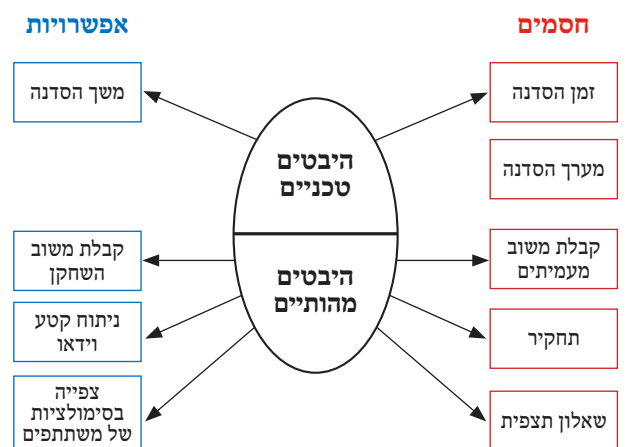 חסמים
זמן הסדנה
מערך הסדנה
קבלת משוב
מעמיתים
תחקיר
שאלון תצפית
היבטים
טכניים
היבטים
מהותיים
אפשרויות
משך הסדנה
קבלת משוב
השחקן
ניתוח קטע
וידאו
צפייה
בסימולציות
של משתתפים